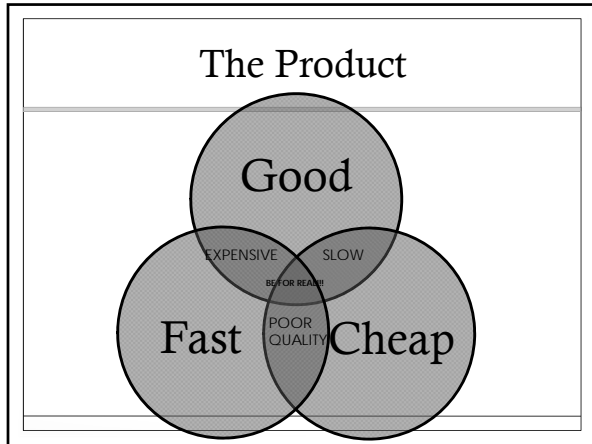 The Product
Good
EXPENSIVE SLOW
BE FOR REAL!!!
Fast
POOR
QUALITY
Cheap